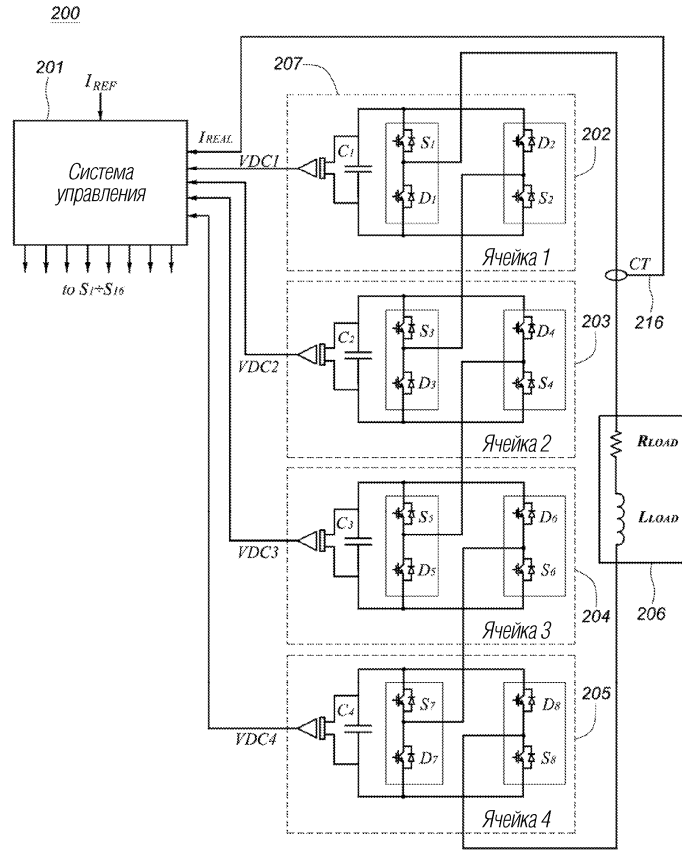 200
201
I_REF
Система
управления
to S1÷S16
I_REAL
VDC1
207
C1
S1
D1
D2
S2
Ячейка 1
202
CT
216
VDC2
C2
S3
D3
D4
S4
Ячейка 2
203
VDC3
C3
S5
D5
D6
S6
Ячейка 3
204
R_LOAD
L_LOAD
206
VDC4
C4
S7
D7
D8
S8
Ячейка 4
205